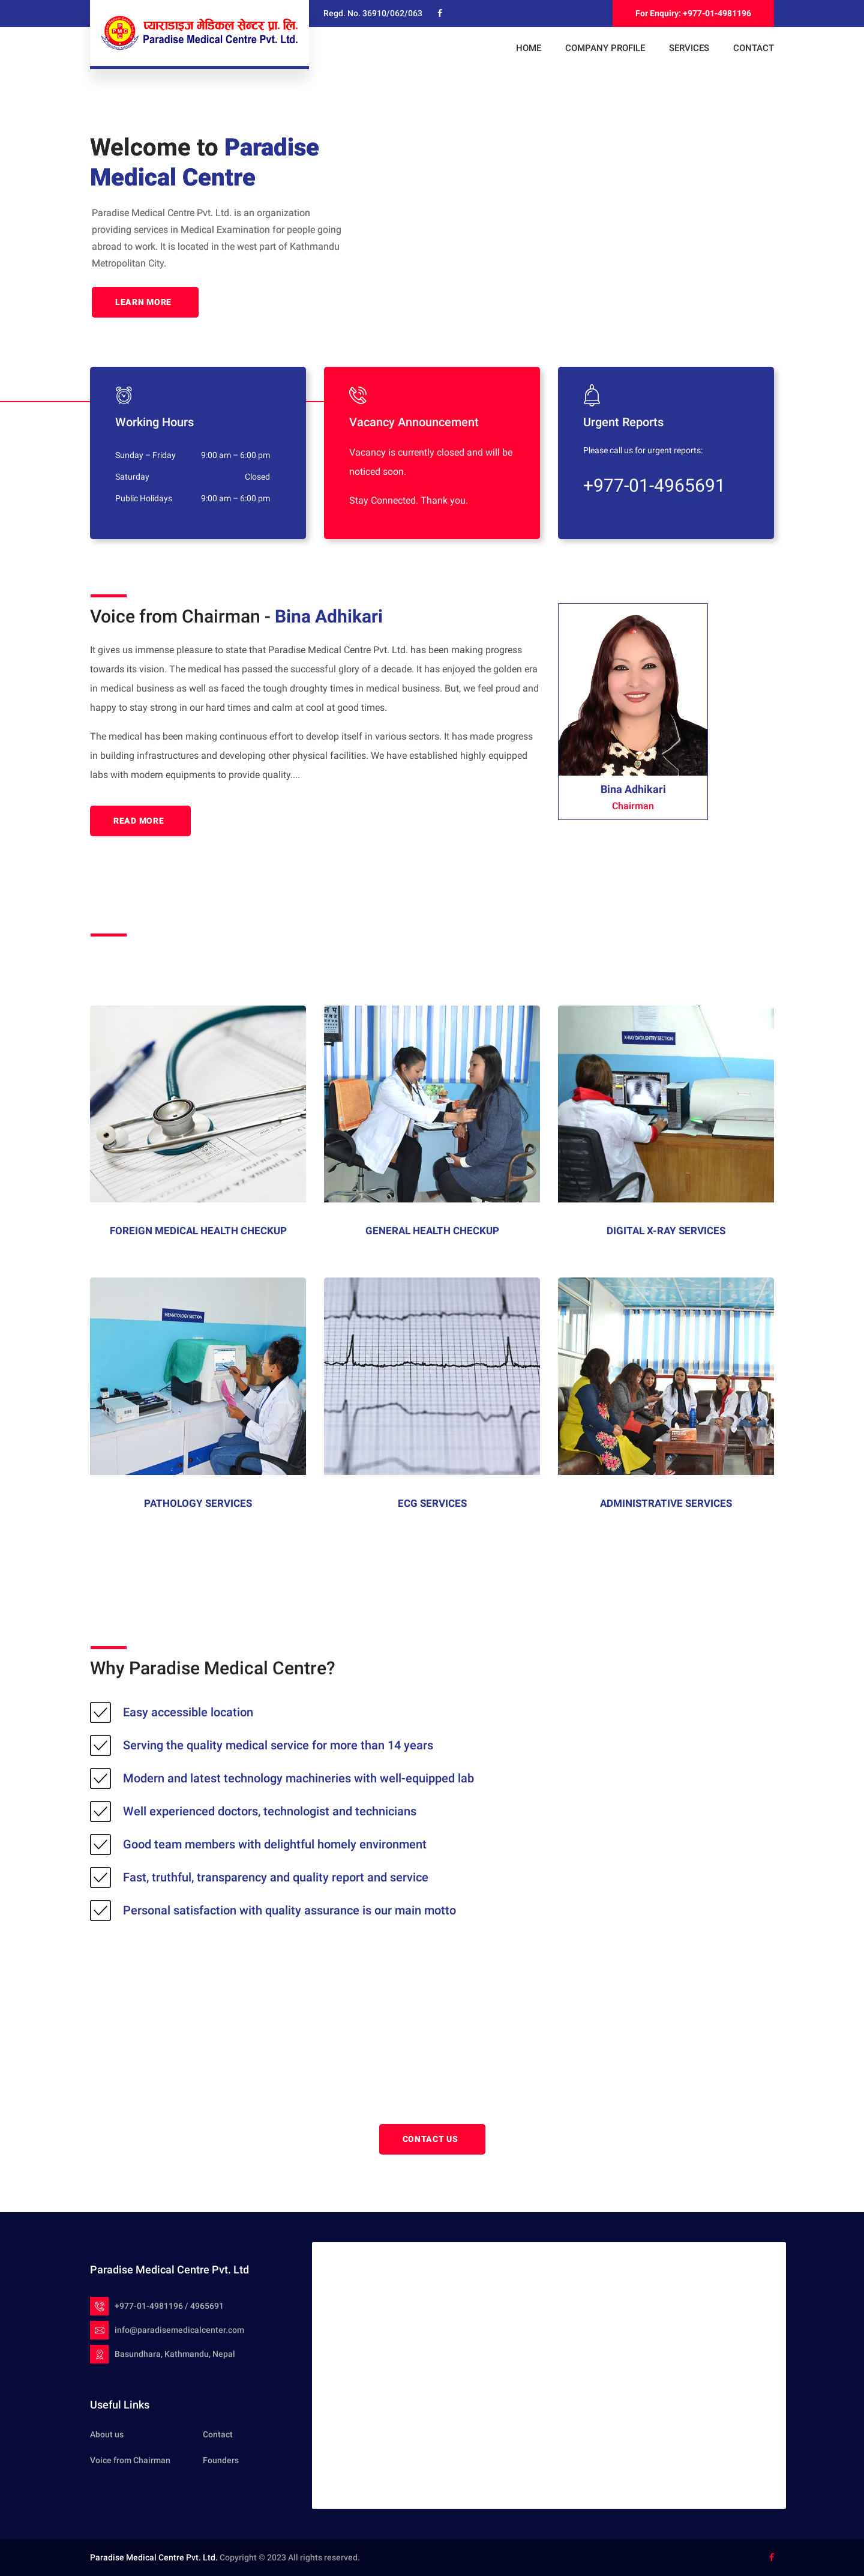 प्याराडाइज मेडिकल सेन्टर प्रा. लि.
Paradise Medical Centre Pvt. Ltd.
Regd. No. 36910/062/063
For Enquiry: +977-01-4981196
HOME
COMPANY PROFILE
SERVICES
CONTACT
Welcome to Paradise
Medical Centre
Paradise Medical Centre Pvt. Ltd. is an organization
providing services in Medical Examination for people going
abroad to work. It is located in the west part of Kathmandu
Metropolitan City.
LEARN MORE
Working Hours
Sunday – Friday 9:00 am – 6:00 pm
Saturday Closed
Public Holidays 9:00 am – 6:00 pm
Vacancy Announcement
Vacancy is currently closed and will be
noticed soon.
Stay Connected. Thank you.
Urgent Reports
Please call us for urgent reports:
+977-01-4965691
Voice from Chairman - Bina Adhikari
It gives us immense pleasure to state that Paradise Medical Centre Pvt. Ltd. has been making progress
towards its vision. The medical has passed the successful glory of a decade. It has enjoyed the golden era
in medical business as well as faced the tough droughty times in medical business. But, we feel proud and
happy to stay strong in our hard times and calm at cool at good times.
The medical has been making continuous effort to develop itself in various sectors. It has made progress
in building infrastructures and developing other physical facilities. We have established highly equipped
labs with modern equipments to provide quality....
READ MORE
Bina Adhikari
Chairman
X-RAY DATA ENTRY SECTION
FOREIGN MEDICAL HEALTH CHECKUP
GENERAL HEALTH CHECKUP
DIGITAL X-RAY SERVICES
HEMATOLOGY SECTION
PATHOLOGY SERVICES
ECG SERVICES
ADMINISTRATIVE SERVICES
Why Paradise Medical Centre?
Easy accessible location
Serving the quality medical service for more than 14 years
Modern and latest technology machineries with well-equipped lab
Well experienced doctors, technologist and technicians
Good team members with delightful homely environment
Fast, truthful, transparency and quality report and service
Personal satisfaction with quality assurance is our main motto
CONTACT US
Paradise Medical Centre Pvt. Ltd
+977-01-4981196 / 4965691
info@paradisemedicalcenter.com
Basundhara, Kathmandu, Nepal
Useful Links
About us
Contact
Voice from Chairman
Founders
Paradise Medical Centre Pvt. Ltd. Copyright © 2023 All rights reserved.